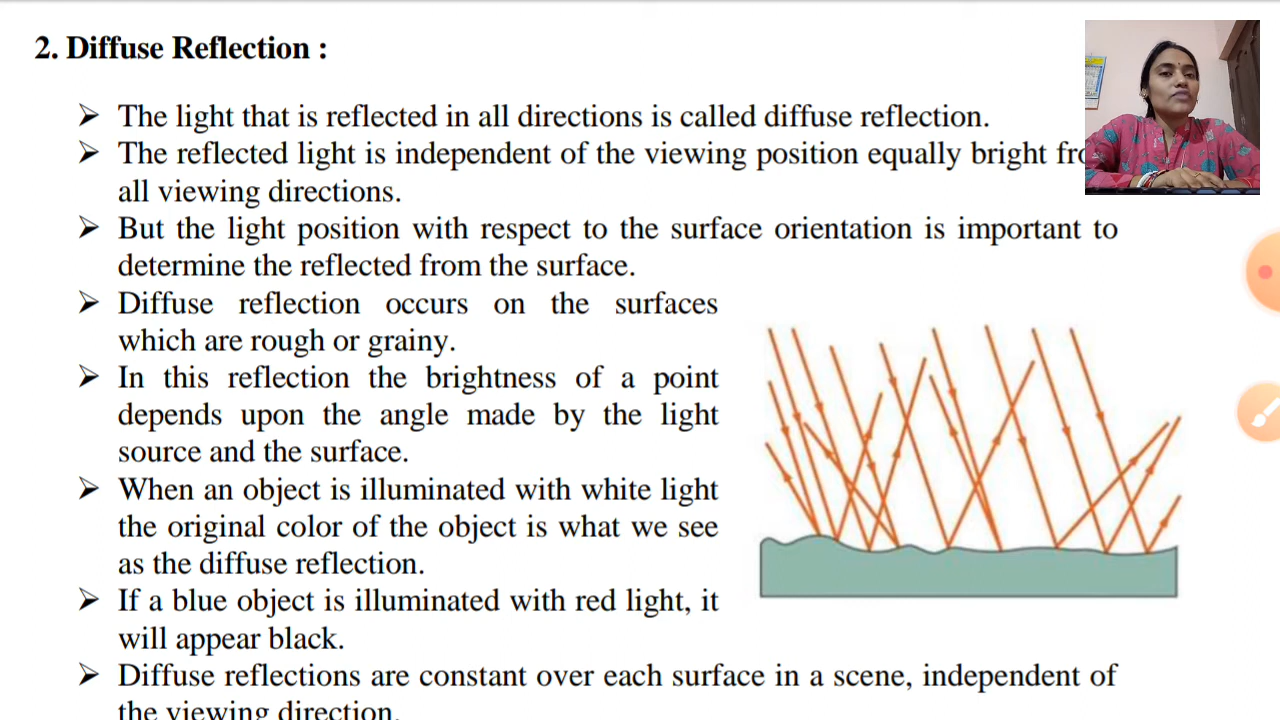 2. Diffuse Reflection :
➢ The light that is reflected in all directions is called diffuse reflection.
➢ The reflected light is independent of the viewing position equally bright
all viewing directions.
➢ But the light position with respect to the surface orientation is important to
determine the reflected from the surface.
➢ Diffuse reflection occurs on the surfaces
which are rough or grainy.
➢ In this reflection the brightness of a point
depends upon the angle made by the light
source and the surface.
➢ When an object is illuminated with white light
the original color of the object is what we see
as the diffuse reflection.
➢ If a blue object is illuminated with red light, it
will appear black.
➢ Diffuse reflections are constant over each surface in a scene, independent of
the viewing direction.